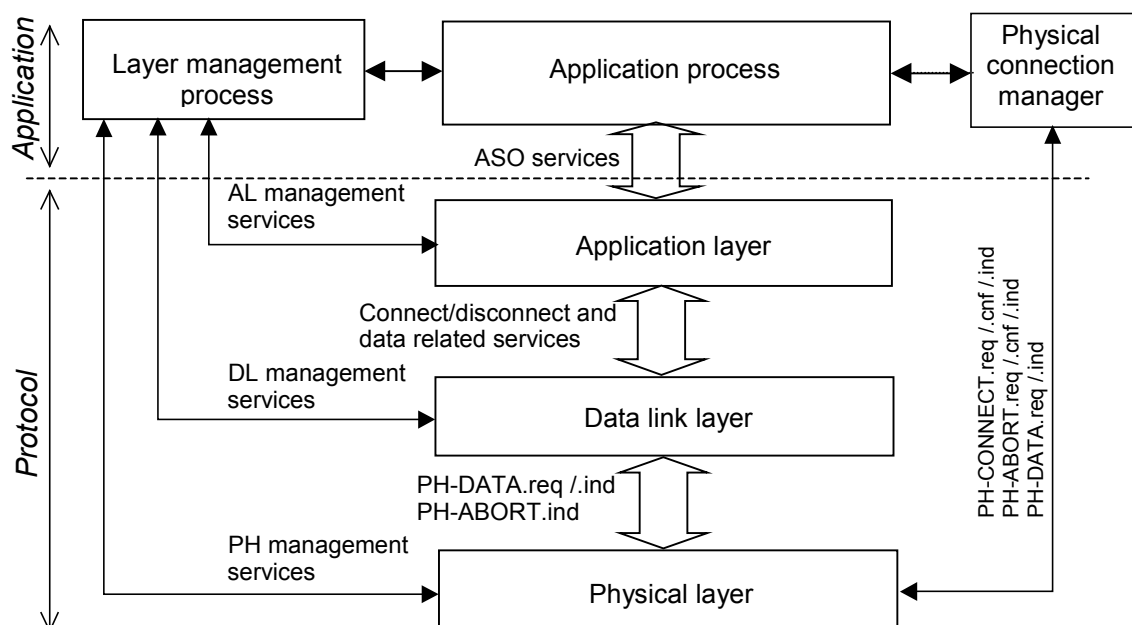 Application
Layer management
process
Application process
Physical
connection
manager
ASO services
AL management
services
Application layer
Connect/disconnect and
data related services
PH-CONNECT.req /.cnf /.ind
PH-ABORT.req /.cnf /.ind
PH-DATA.req /.ind
Protocol
DL management
services
Data link layer
PH-DATA.req /.ind
PH-ABORT.ind
PH management
services
Physical layer